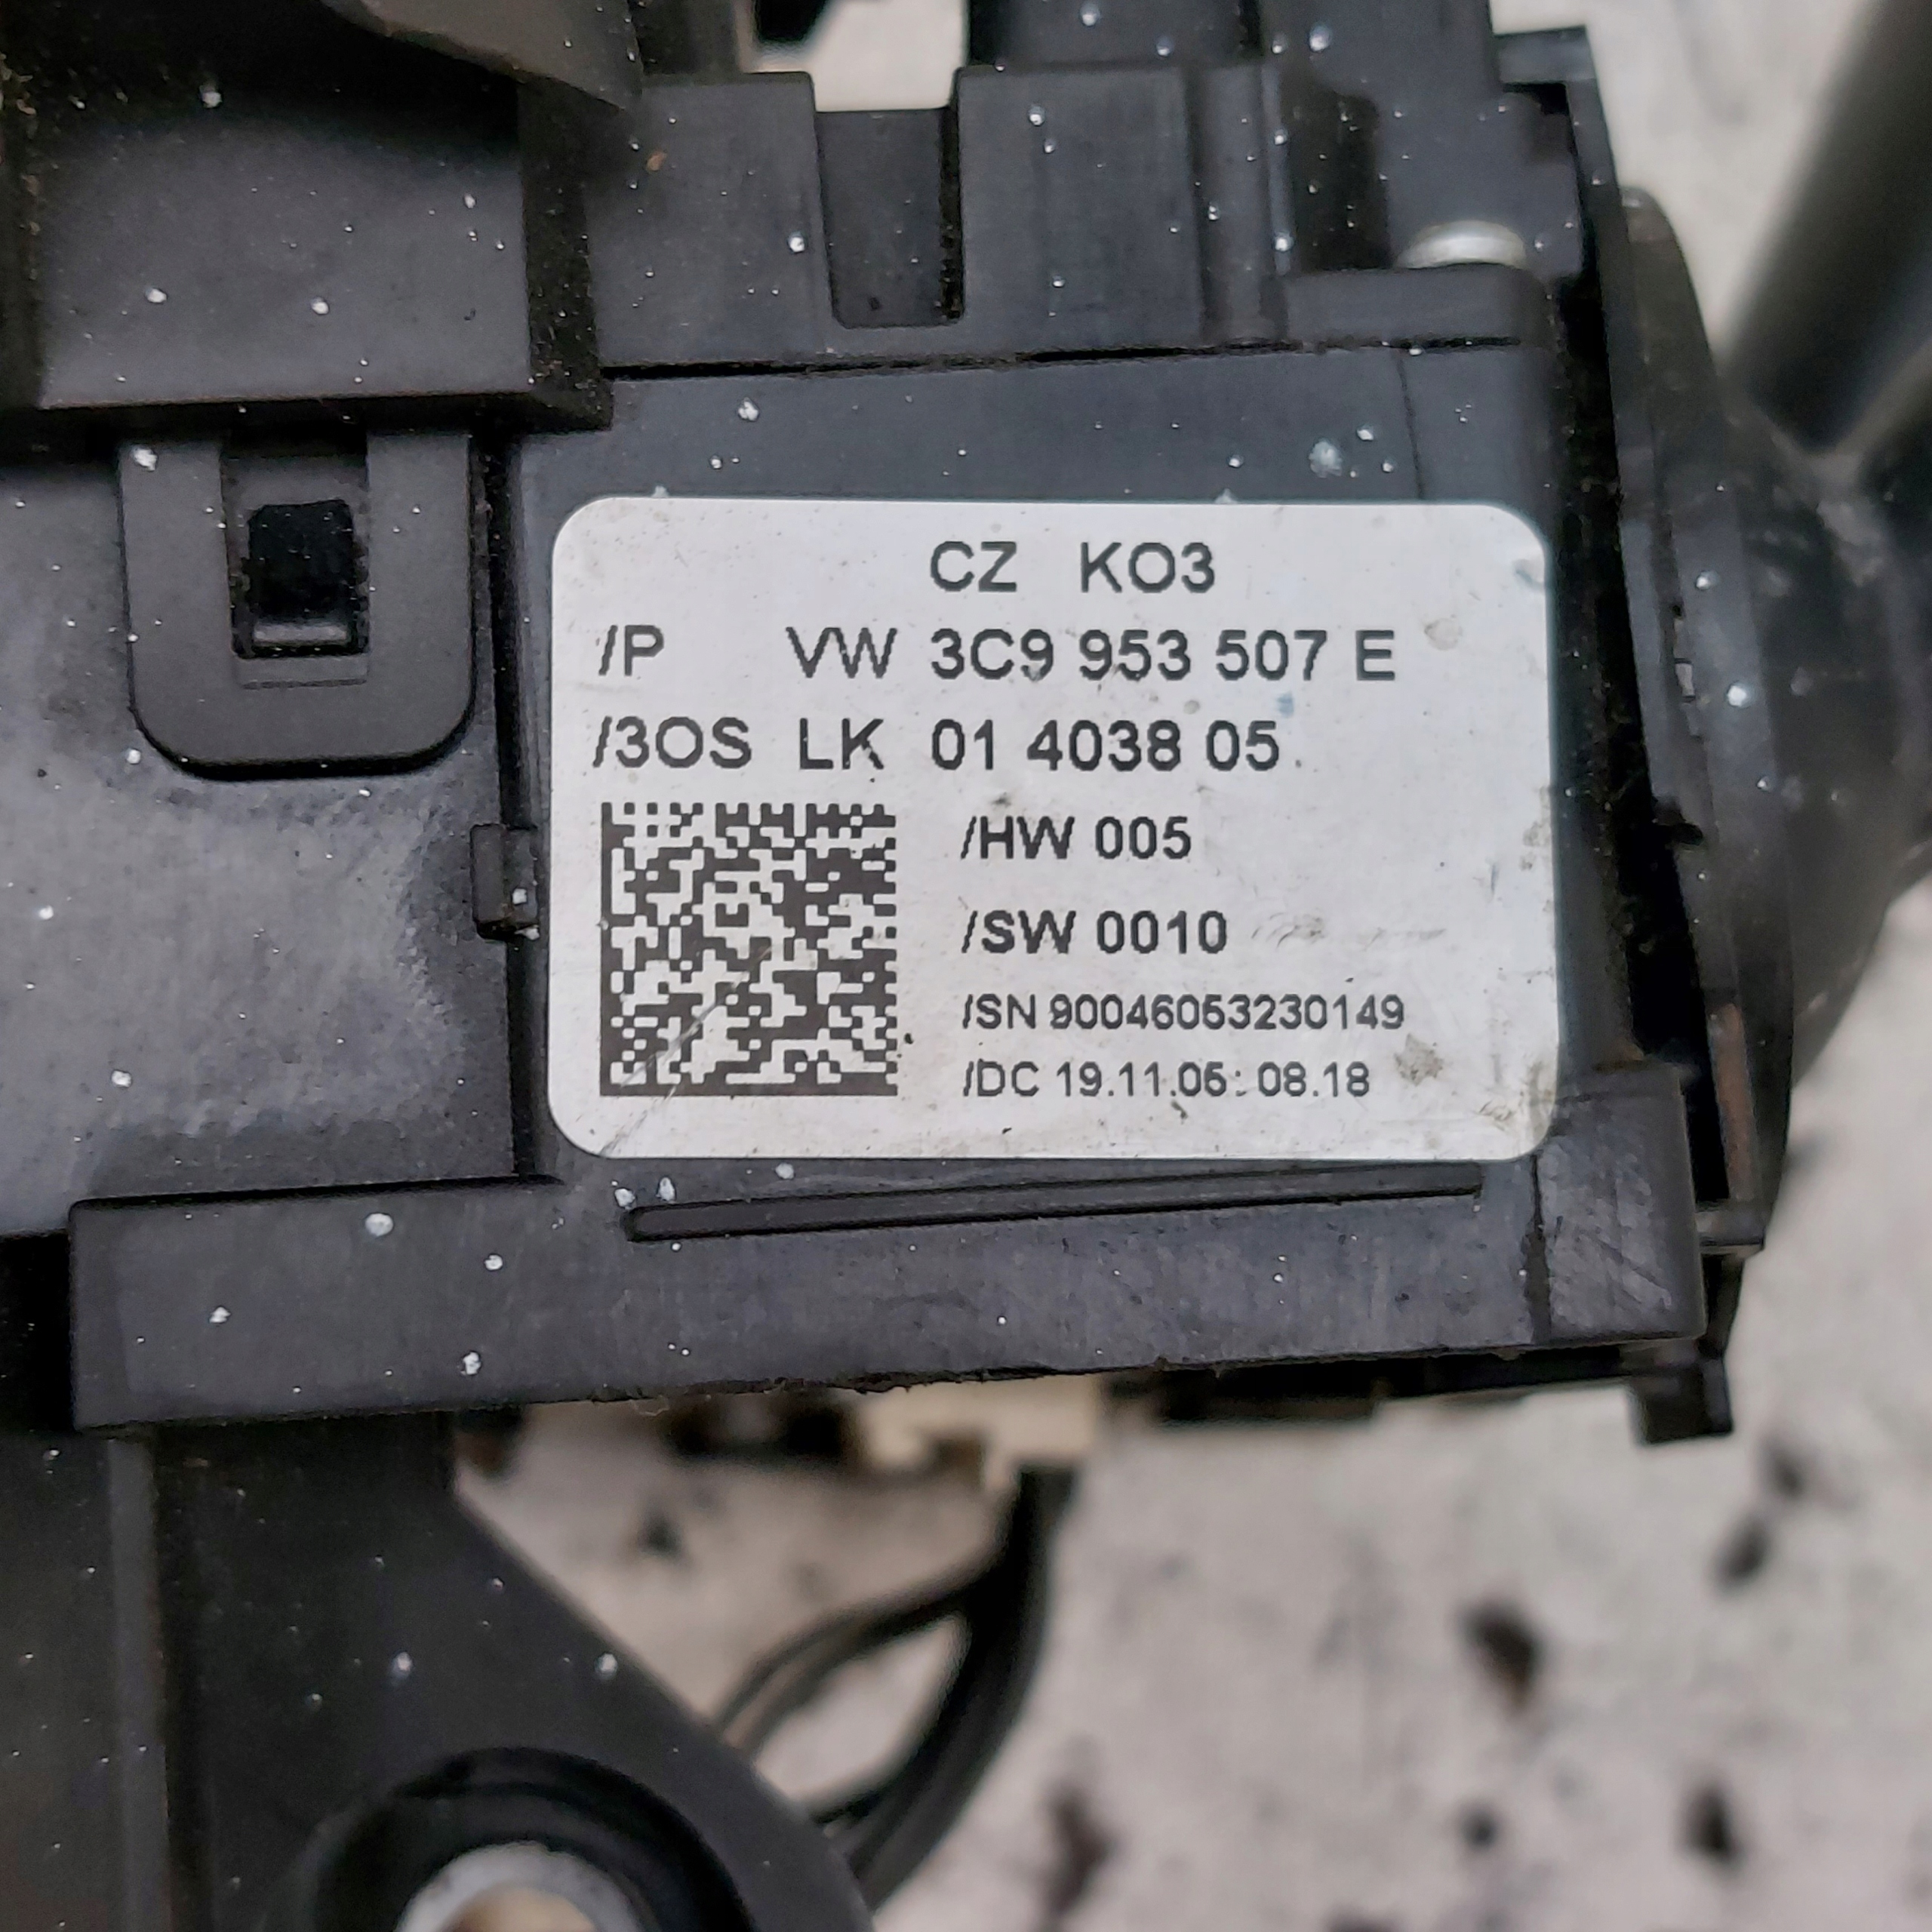 CZ KO3
/P VW 3C9 953 507 E
/3OS LK 01 4038 05
/HW 005
/SW 0010
/SN 90046053230149
/DC 19.11.05: 08.18